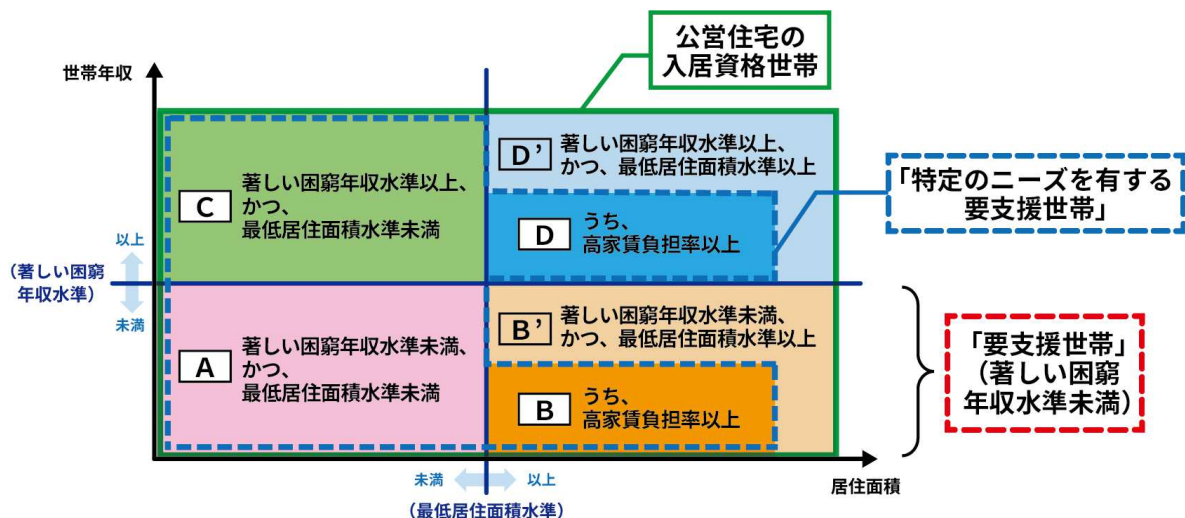 公営住宅の
入居資格世帯
世帯年収
C
著しい困窮年収水準以上、
かつ、
最低居住面積水準未満
D’
著しい困窮年収水準以上、
かつ、最低居住面積水準以上
D
うち、
高家賃負担率以上
「特定のニーズを有する
要支援世帯」
以上
（著しい困窮
年収水準）
未満
A
著しい困窮年収水準未満、
かつ、
最低居住面積水準未満
B’
著しい困窮年収水準未満、
かつ、最低居住面積水準以上
B
うち、
高家賃負担率以上
「要支援世帯」
（著しい困窮
年収水準未満）
未満
以上
（最低居住面積水準）
居住面積